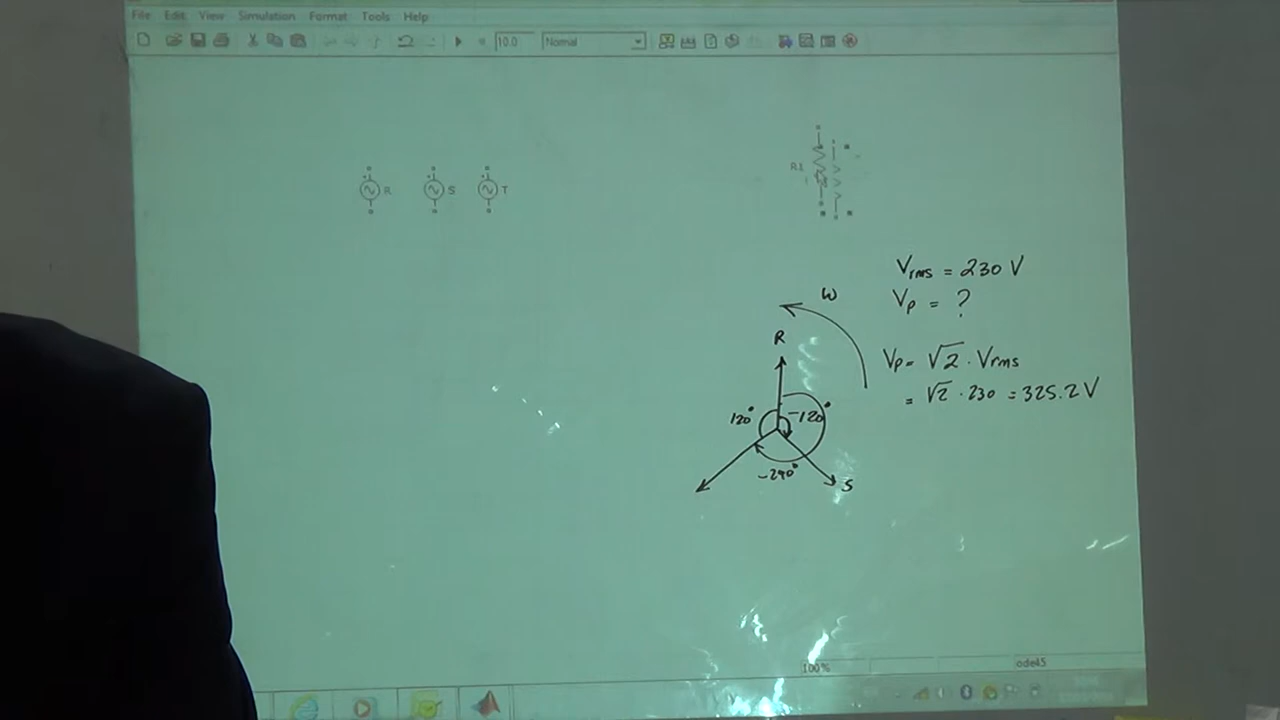 File Edit View Simulation Format Tools Help
10.0 Normal
R S T
R1
Vrms = 230 V
Vp = ?
ω
R
Vp = √2 · Vrms
= √2 · 230 = 325.2 V
120° -120°
-240°
S
100% ode45